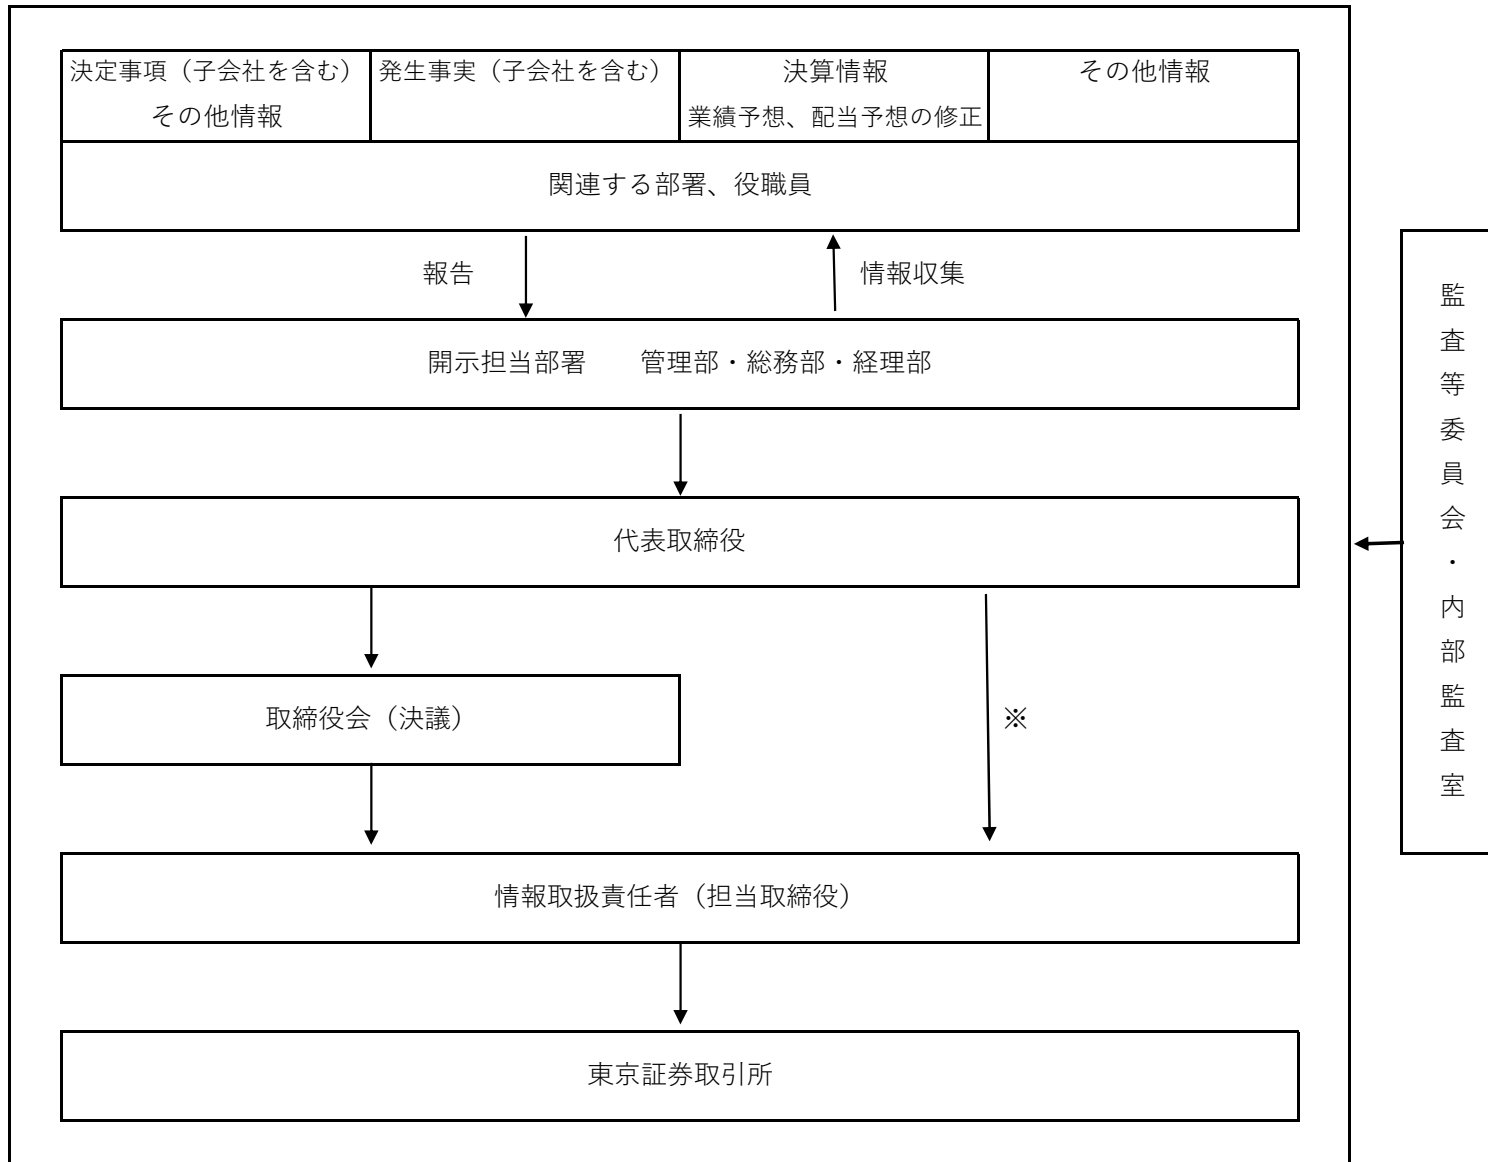 決定事項（子会社を含む）
その他情報
発生事実（子会社を含む）
決算情報
業績予想、配当予想の修正
その他情報
関連する部署、役職員
報告
情報収集
開示担当部署　　管理部・総務部・経理部
代表取締役
取締役会（決議）
※
情報取扱責任者（担当取締役）
東京証券取引所
監査等委員会・内部監査室